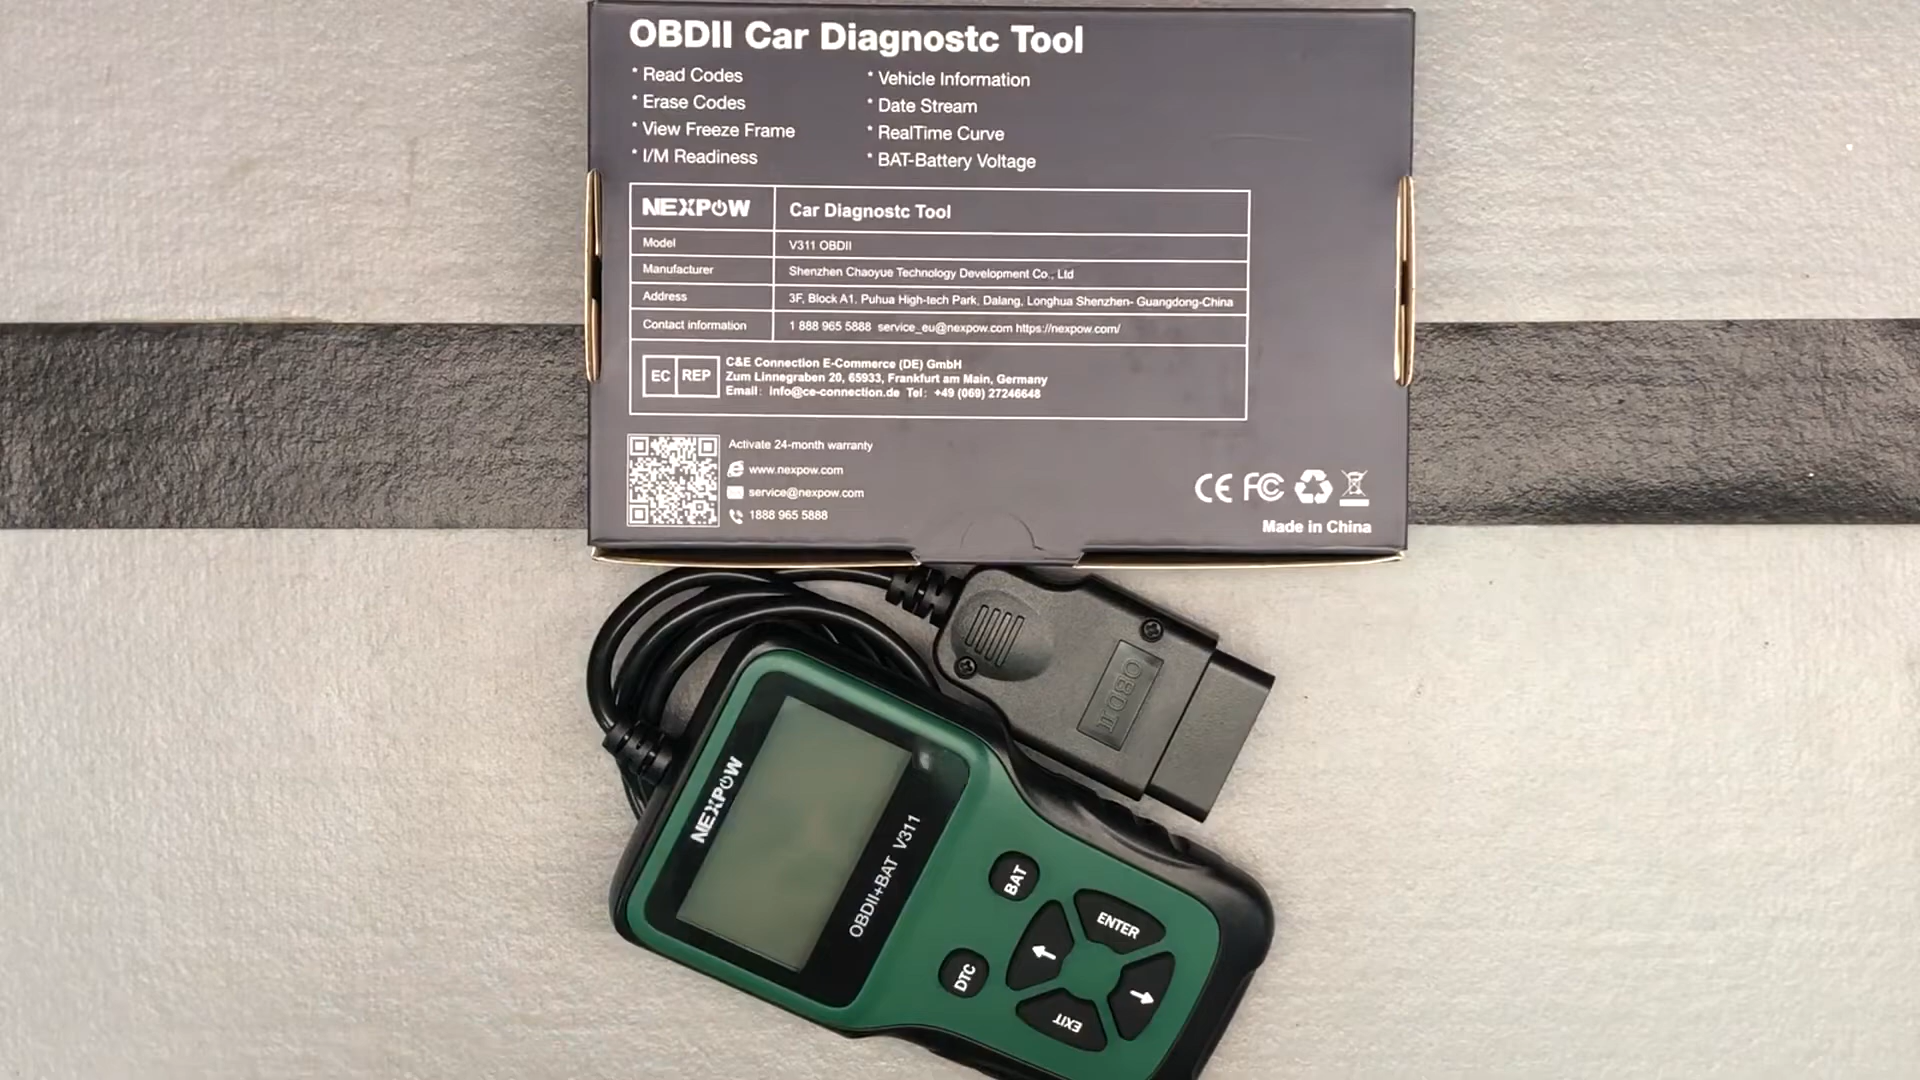 OBDII Car Diagnostc Tool
* Read Codes
* Erase Codes
* View Freeze Frame
* I/M Readiness
* Vehicle Information
* Date Stream
* RealTime Curve
* BAT-Battery Voltage
NEXPOW Car Diagnostc Tool
Model V311 OBDII
Manufacturer Shenzhen Chaoyue Technology Development Co., Ltd
Address 3F, Block A1. Puhua High-tech Park, Dalang, Longhua Shenzhen- Guangdong-China
Contact information 1 888 965 5888 service_eu@nexpow.com https://nexpow.com/
EC REP
C&E Connection E-Commerce (DE) GmbH
Zum Linnegraben 20, 65933, Frankfurt am Main, Germany
Email: info@ce-connection.de Tel: +49 (069) 27246648
Activate 24-month warranty
www.nexpow.com
service@nexpow.com
1888 965 5888
CE FC
Made in China
OBDII
NEXPOW
OBDII+BAT V311
BAT
DTC
ENTER
EXIT